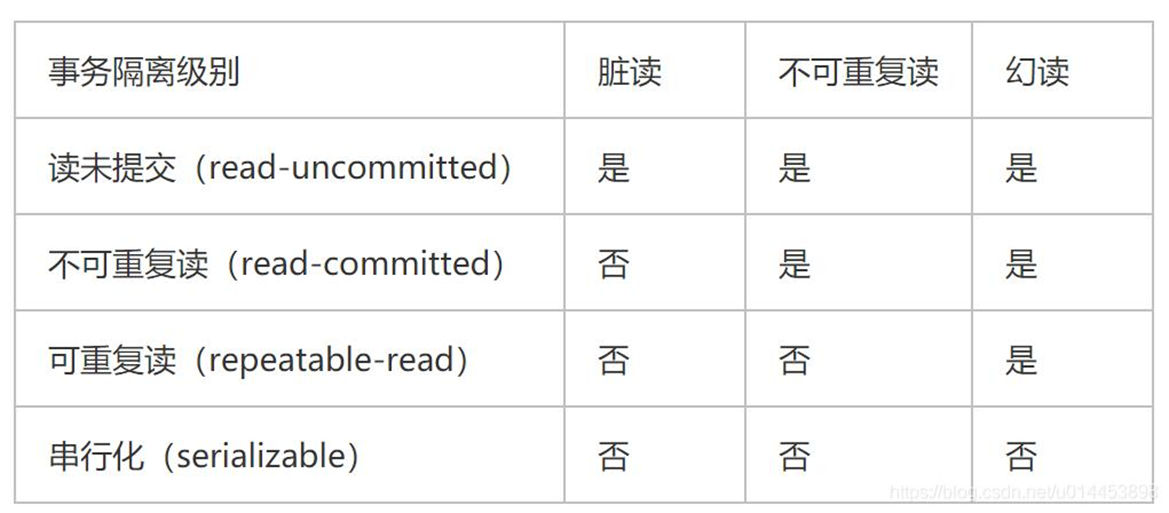 事务隔离级别 脏读 不可重复读 幻读
读未提交（read-uncommitted） 是 是 是
不可重复读（read-committed） 否 是 是
可重复读（repeatable-read） 否 否 是
串行化（serializable） 否 否 否
https://blog.csdn.net/u014453898